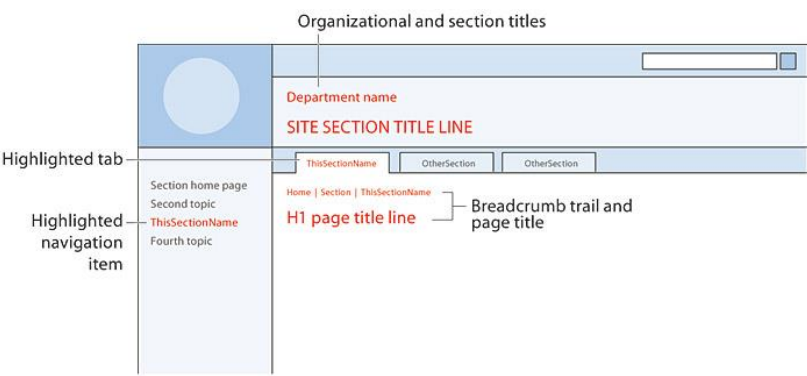 Organizational and section titles
Department name
SITE SECTION TITLE LINE
Highlighted tab
ThisSectionName
OtherSection
OtherSection
Section home page
Second topic
ThisSectionName
Fourth topic
Highlighted
navigation
item
Home | Section | ThisSectionName
H1 page title line
Breadcrumb trail and
page title